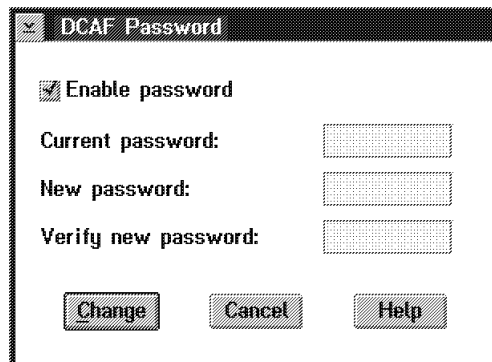 DCAF Password
Enable password
Current password:
New password:
Verify new password:
Change Cancel Help